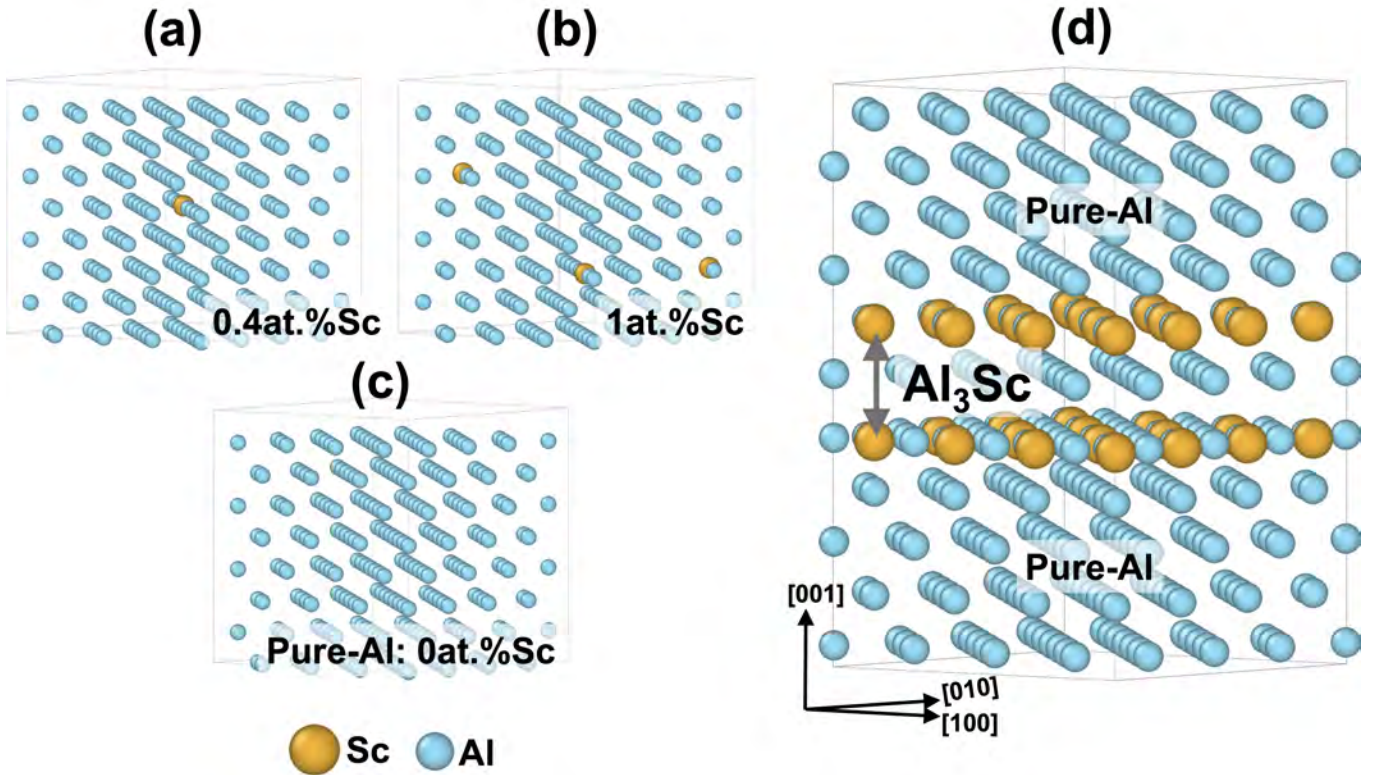 (a)
(b)
(d)
0.4at.%Sc
1at.%Sc
Pure-Al
(c)
Al₃Sc
Pure-Al: 0at.%Sc
Pure-Al
[001]
[010]
[100]
Sc
Al